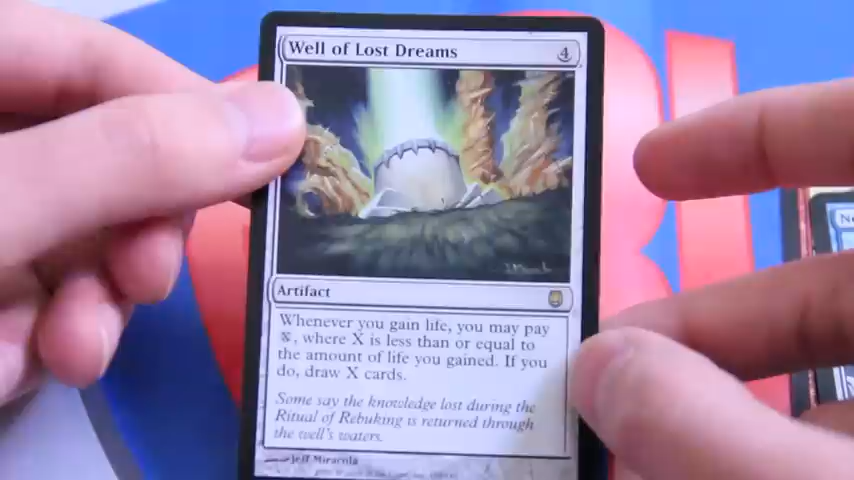 Well of Lost Dreams 4
Artifact
Whenever you gain life, you may pay
X, where X is less than or equal to
the amount of life you gained. If you
do, draw X cards.
Some say the knowledge lost during the
Ritual of Rebuking is returned through
the well's waters.
Jeff Miracola